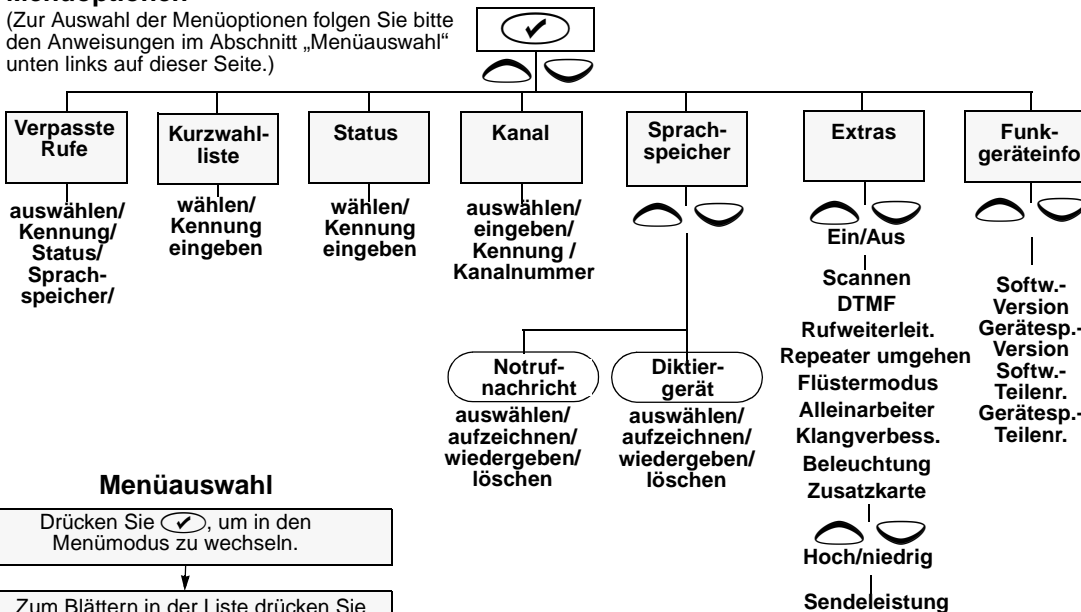 (Zur Auswahl der Menüoptionen folgen Sie bitte
den Anweisungen im Abschnitt „Menüauswahl“
unten links auf dieser Seite.)
Verpasste
Rufe
auswählen/
Kennung/
Status/
Sprach-
speicher/
Kurzwahl-
liste
wählen/
Kennung
eingeben
Status
wählen/
Kennung
eingeben
Kanal
auswählen/
eingeben/
Kennung /
Kanalnummer
Sprach-
speicher
Notruf-
nachricht
auswählen/
aufzeichnen/
wiedergeben/
löschen
Diktier-
gerät
auswählen/
aufzeichnen/
wiedergeben/
löschen
Extras
Ein/Aus
Scannen
DTMF
Rufweiterleit.
Repeater umgehen
Flüstermodus
Alleinarbeiter
Klangverbess.
Beleuchtung
Zusatzkarte
Hoch/niedrig
Sendeleistung
Funk-
geräteinfo
Softw.-
Version
Gerätesp.-
Version
Softw.-
Teilenr.
Gerätesp.-
Teilenr.
Menüauswahl
Drücken Sie ✔, um in den
Menümodus zu wechseln.
Zum Blättern in der Liste drücken Sie